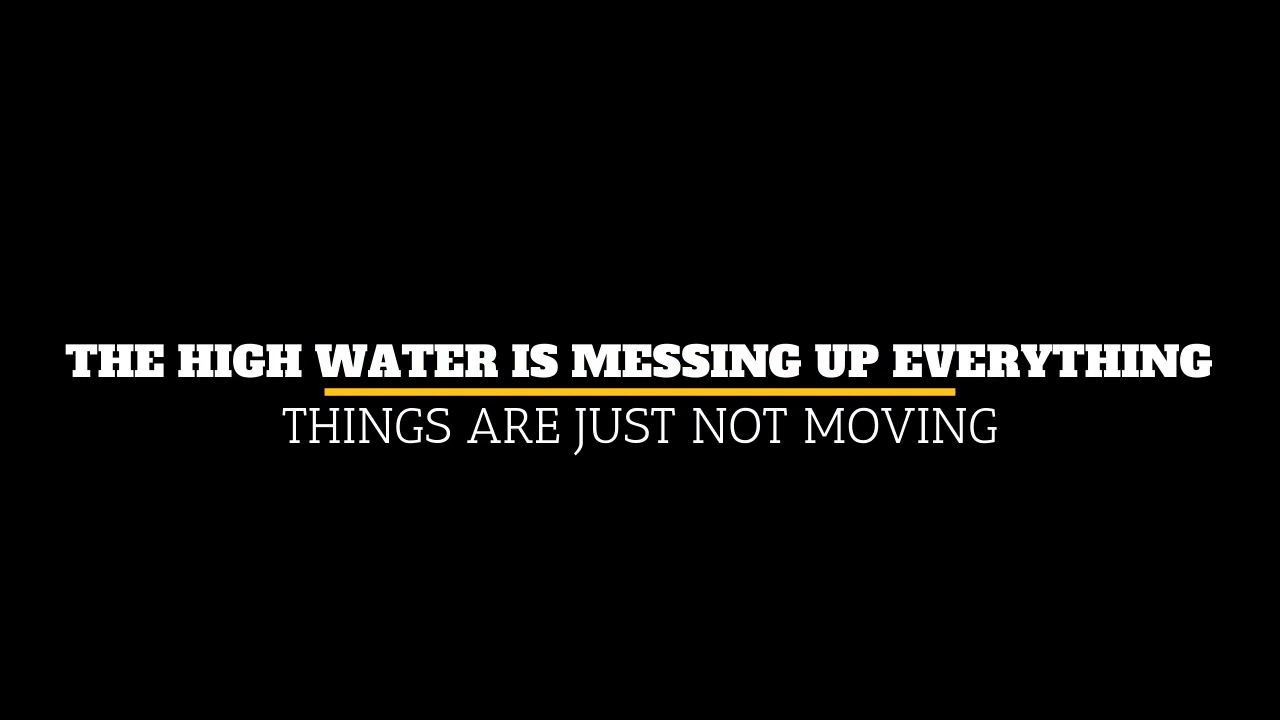 THE HIGH WATER IS MESSING UP EVERYTHING
THINGS ARE JUST NOT MOVING